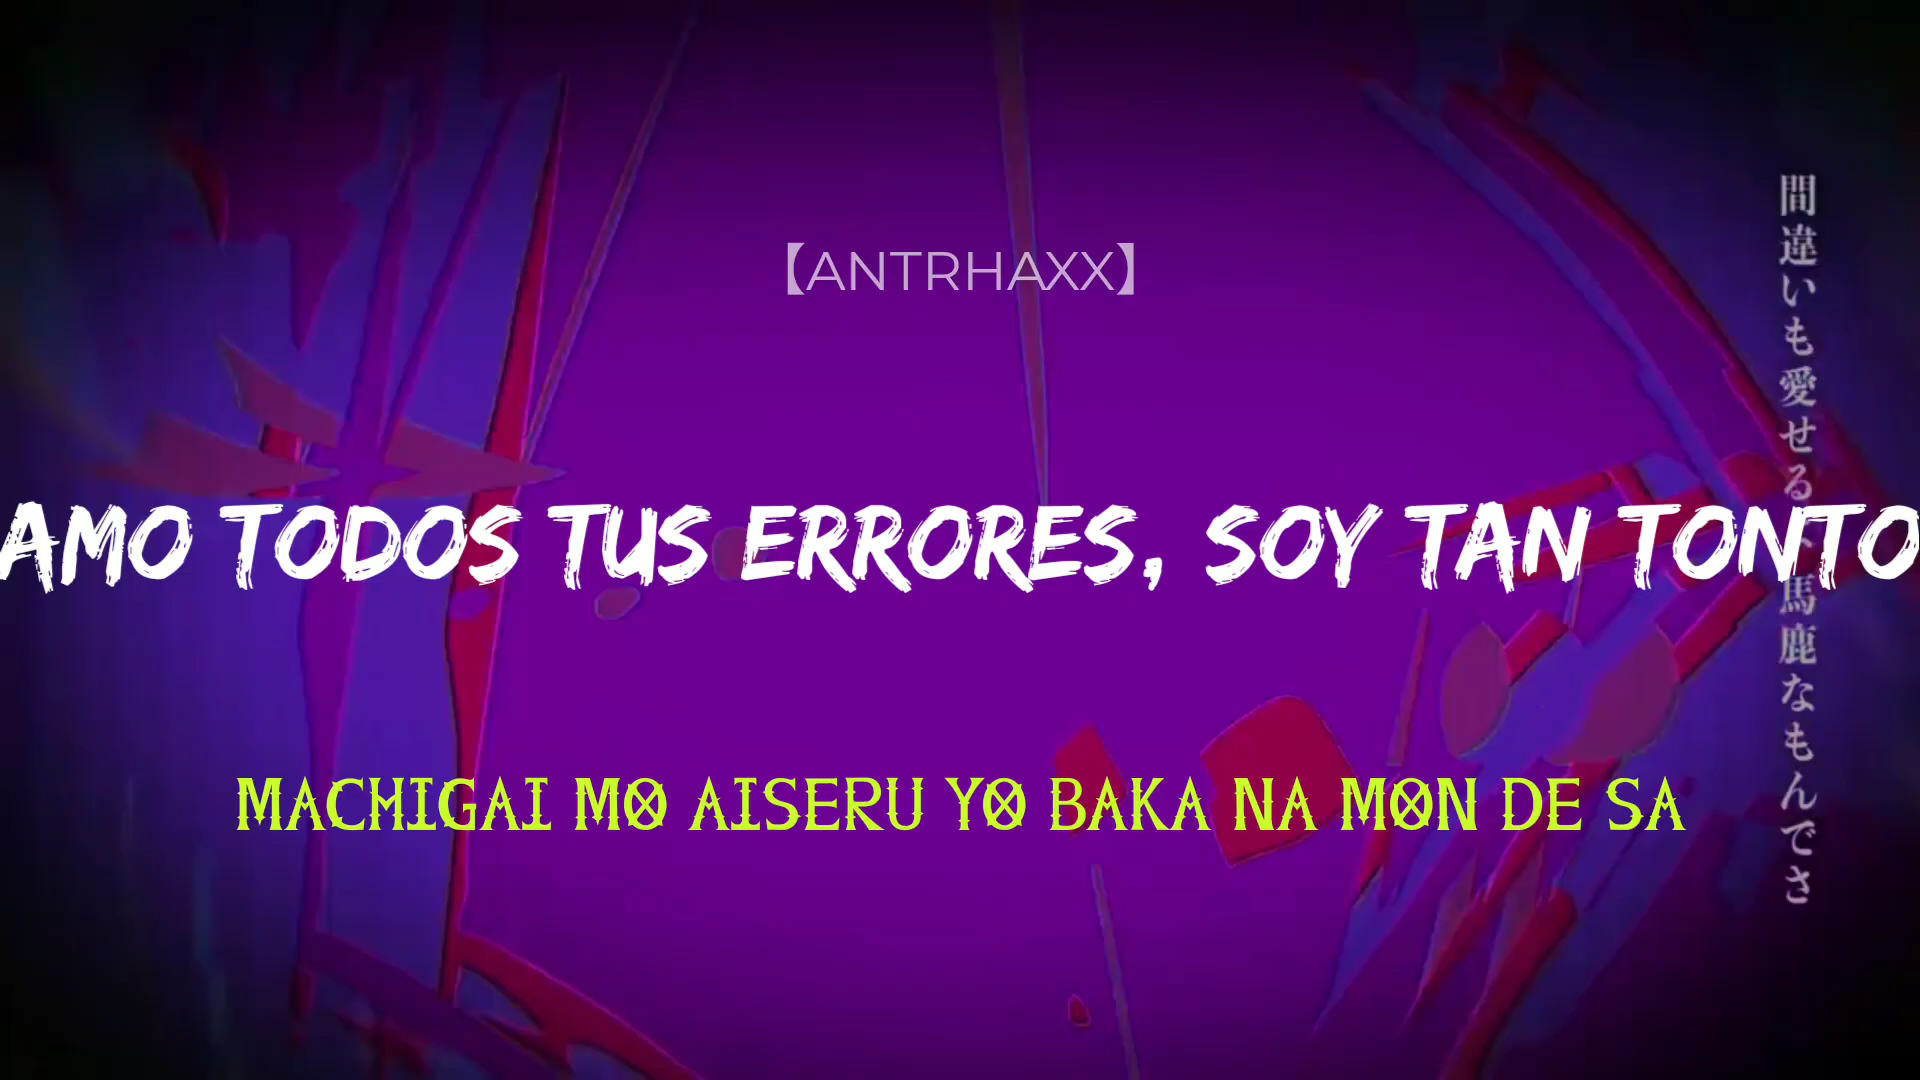 【ANTRHAXX】
AMO TODOS TUS ERRORES, SOY TAN TONTO
MACHIGAI MO AISERU YO BAKA NA MON DE SA
間違いも愛せる、馬鹿なもんでさ